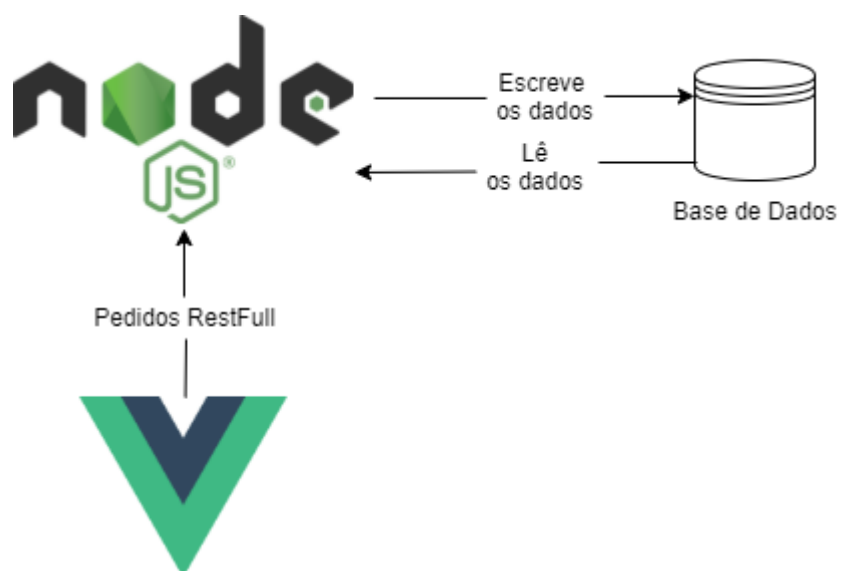 node
JS®
Escreve
os dados
Lê
os dados
Base de Dados
Pedidos RestFull